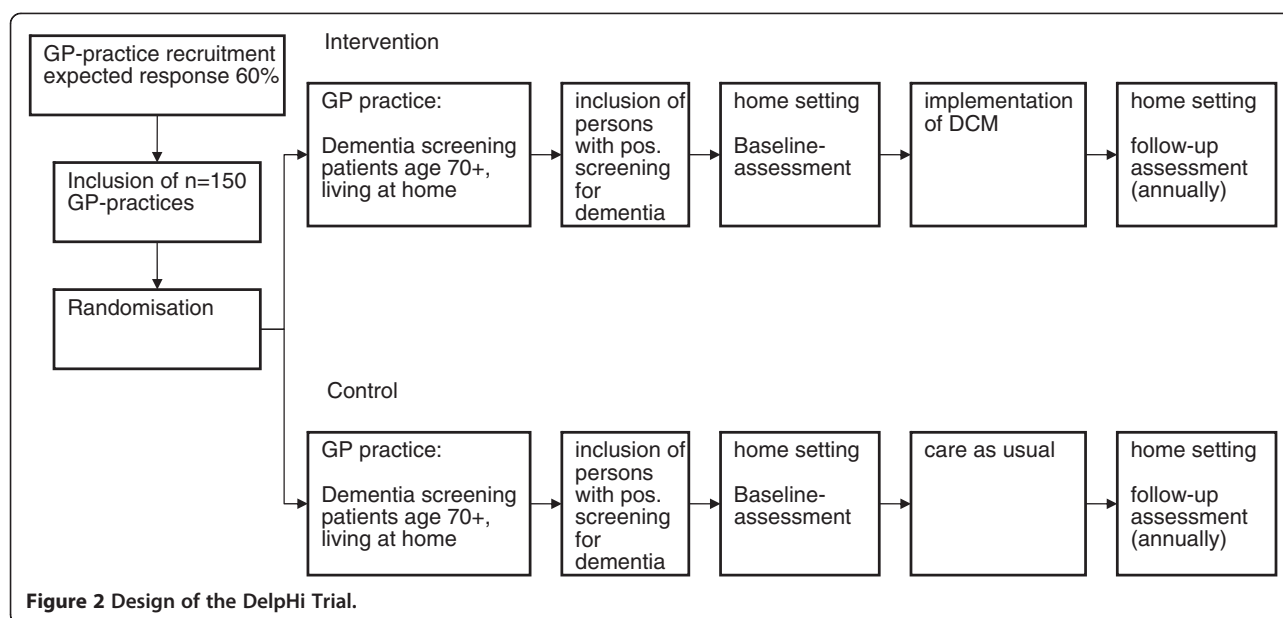 GP-practice recruitment
expected response 60%
Inclusion of n=150
GP-practices
Randomisation
Intervention
GP practice:
Dementia screening
patients age 70+,
living at home
inclusion of
persons
with pos.
screening
for
dementia
home setting
Baseline-
assessment
implementation
of DCM
home setting
follow-up
assessment
(annually)
Control
GP practice:
Dementia screening
patients age 70+,
living at home
inclusion of
persons
with pos.
screening
for
dementia
home setting
Baseline-
assessment
care as usual
home setting
follow-up
assessment
(annually)
Figure 2 Design of the DelpHi Trial.